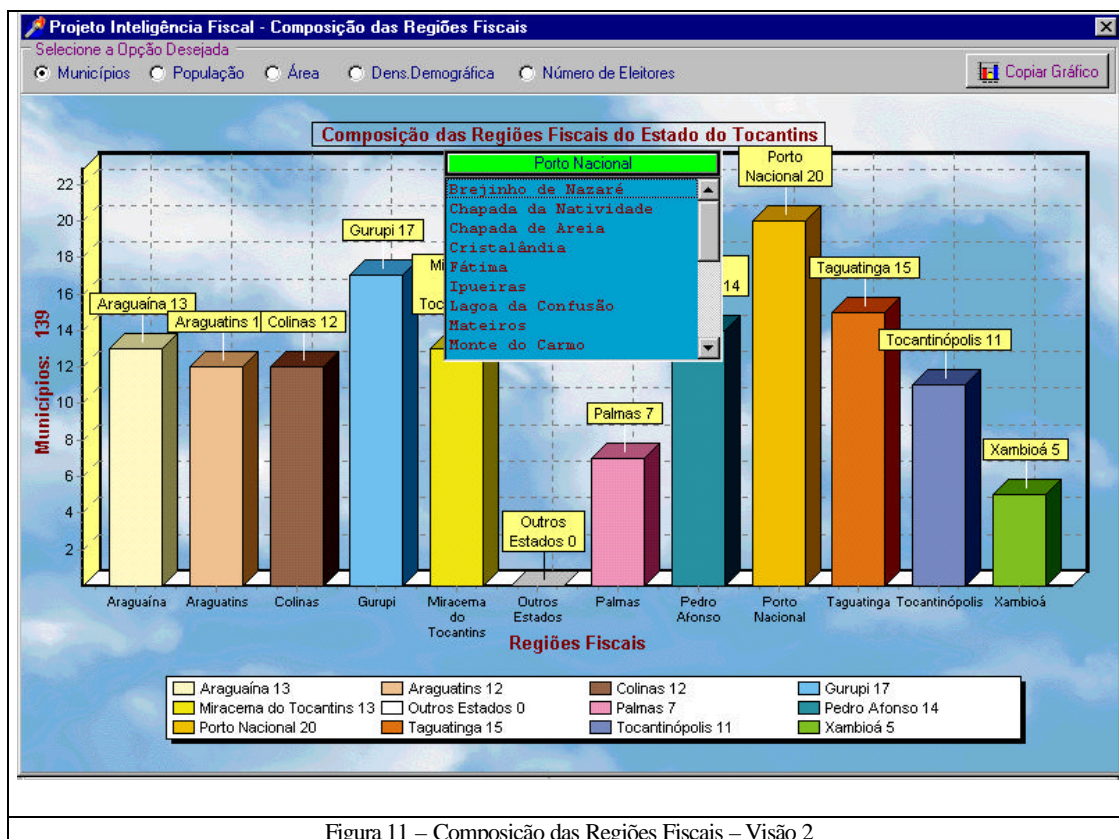 Projeto Inteligência Fiscal - Composição das Regiões Fiscais
Selecione a Opção Desejada
Municípios População Área Dens.Demográfica Número de Eleitores Copiar Gráfico
Composição das Regiões Fiscais do Estado do Tocantins
Porto Nacional
Brejinho de Nazaré
Chapada da Natividade
Chapada de Areia
Cristalândia
Fátima
Ipueiras
Lagoa da Confusão
Mateiros
Monte do Carmo
Municípios: 139
22
20
18
16
14
12
10
8
6
4
2
Araguaína 13
Araguatins 1
Colinas 12
Gurupi 17
Outros
Estados 0
Palmas 7
14
Porto
Nacional 20
Taguatinga 15
Tocantinópolis 11
Xambioá 5
Araguaína
Araguatins
Colinas
Gurupi
Miracema
do
Tocantins
Outros
Estados
Palmas
Pedro
Afonso
Porto
Nacional
Taguatinga
Tocantinópolis
Xambioá
Regiões Fiscais
Araguaína 13 Araguatins 12 Colinas 12 Gurupi 17
Miracema do Tocantins 13 Outros Estados 0 Palmas 7 Pedro Afonso 14
Porto Nacional 20 Taguatinga 15 Tocantinópolis 11 Xambioá 5
Figura 11 – Composição das Regiões Fiscais – Visão 2